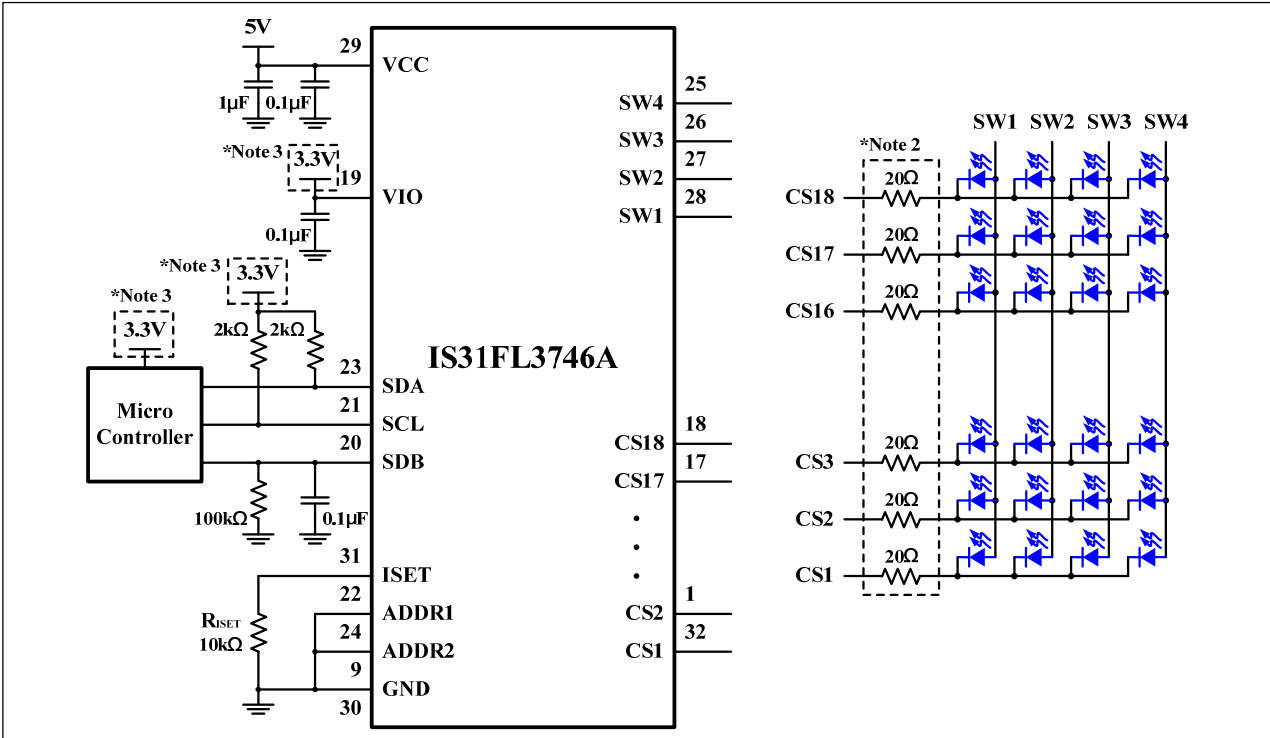 5V
29
VCC
1μF
0.1μF
*Note 3
3.3V
19
VIO
0.1μF
*Note 3
3.3V
*Note 3
3.3V
2kΩ
2kΩ
23
SDA
21
SCL
20
SDB
Micro
Controller
100kΩ
0.1μF
31
ISET
22
ADDR1
RISET
10kΩ
24
ADDR2
9
GND
30
IS31FL3746A
25
SW4
26
SW3
27
SW2
28
SW1
18
CS18
17
CS17
1
CS2
32
CS1
SW1 SW2 SW3 SW4
*Note 2
20Ω
CS18
20Ω
CS17
20Ω
CS16
20Ω
CS3
20Ω
CS2
20Ω
CS1